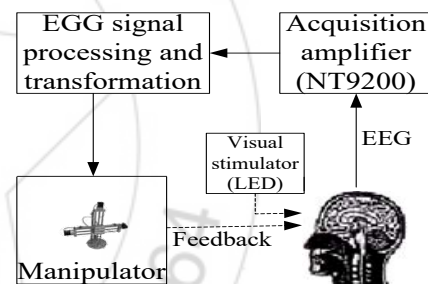 EGG signal
processing and
transformation
Acquisition
amplifier
(NT9200)
Visual
stimulator
(LED)
EEG
Feedback
Manipulator